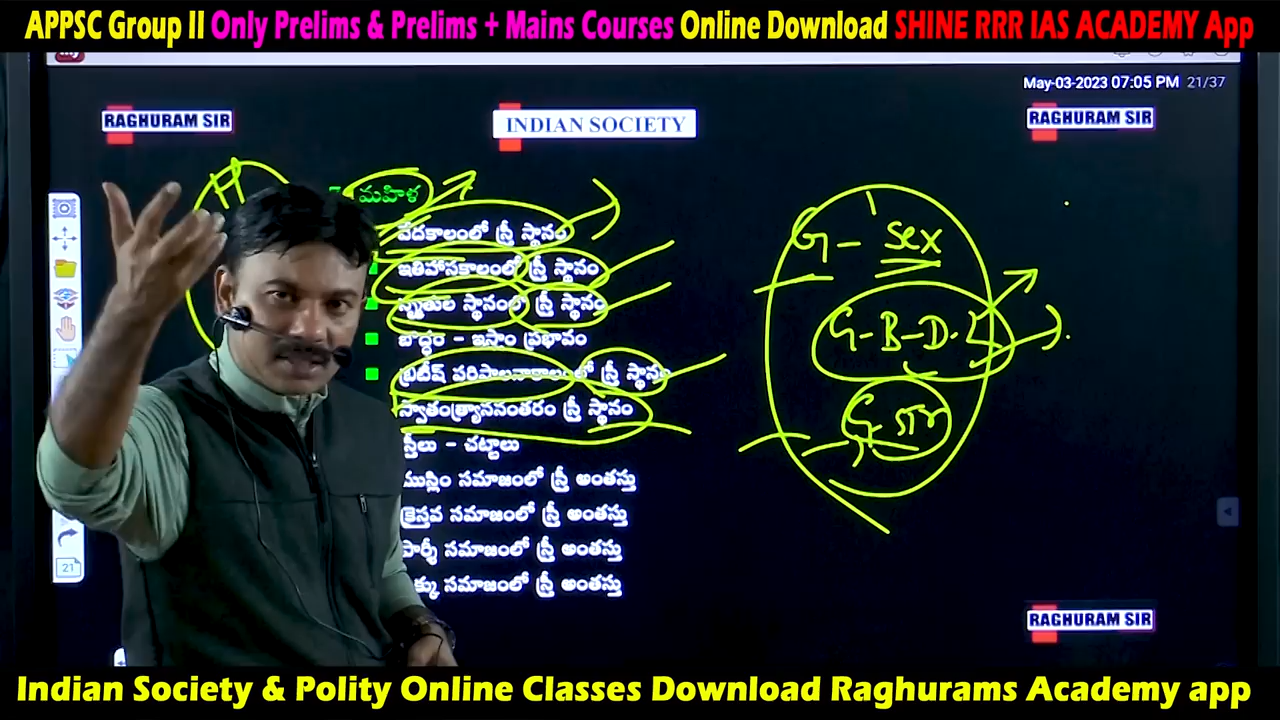 APPSC Group II Only Prelims & Prelims + Mains Courses Online Download SHINE RRR IAS ACADEMY App
May-03-2023 07:05 PM 21/37
RAGHURAM SIR
INDIAN SOCIETY
RAGHURAM SIR
మహిళ
వేదకాలంలో స్త్రీ స్థానం
ఇతిహాసకాలంలో స్త్రీ స్థానం
స్మృతుల స్థానంలో స్త్రీ స్థానం
బౌద్ధం - ఇస్లాం ప్రభావం
బ్రిటీష్ పరిపాలనాకాలంలో స్త్రీ స్థానం
స్వాతంత్ర్యాననంతరం స్త్రీ స్థానం
స్త్రీలు - చట్టాలు
ముస్లిం సమాజంలో స్త్రీ అంతస్తు
క్రైస్తవ సమాజంలో స్త్రీ అంతస్తు
పార్శీ సమాజంలో స్త్రీ అంతస్తు
సమాజంలో స్త్రీ అంతస్తు
G - sex
G-B-D.
21
RAGHURAM SIR
Indian Society & Polity Online Classes Download Raghurams Academy app